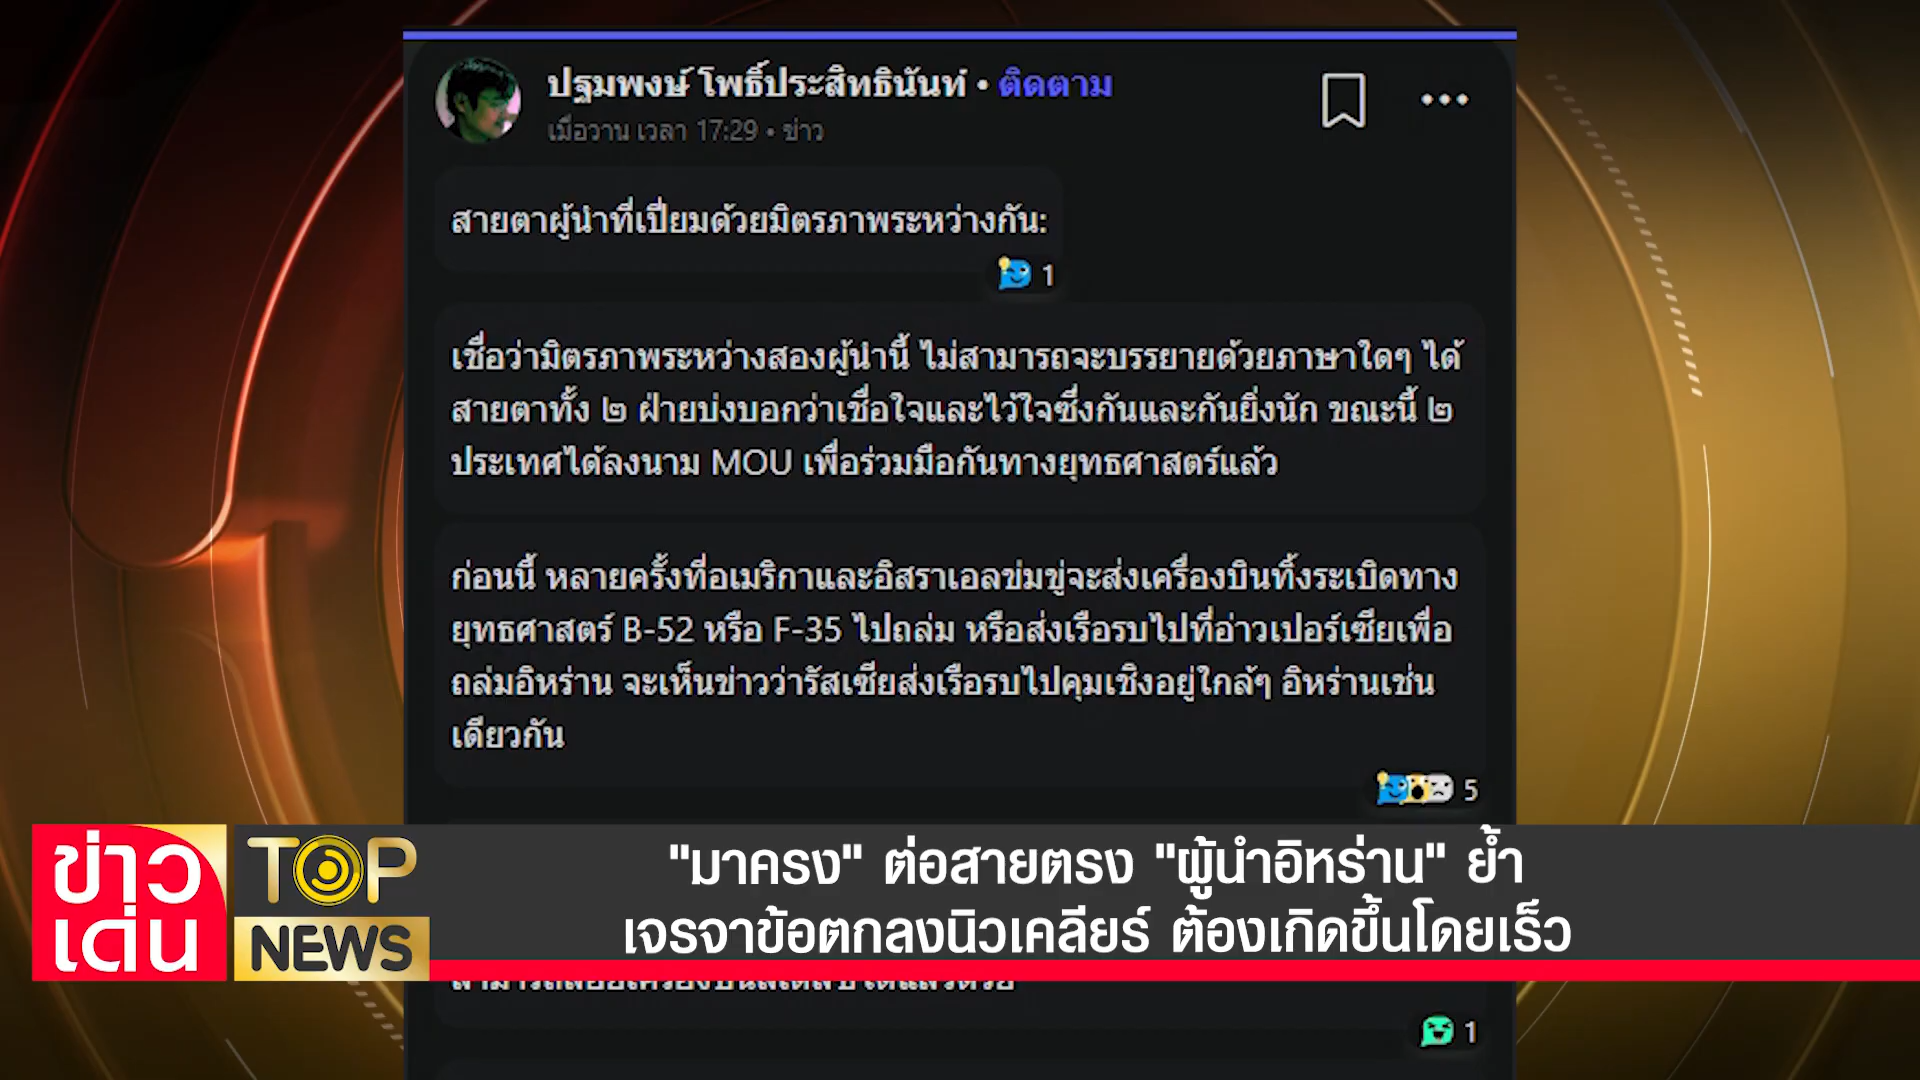 ปฐมพงษ์ โพธิ์ประสิทธินันท์ • ติดตาม
เมื่อวาน เวลา 17:29 • ข่าว
สายตาผู้นำที่เปี่ยมด้วยมิตรภาพระหว่างกัน:
1
เชื่อว่ามิตรภาพระหว่างสองผู้นำนี้ ไม่สามารถจะบรรยายด้วยภาษาใดๆ ได้
สายตาทั้ง ๒ ฝ่ายบ่งบอกว่าเชื่อใจและไว้ใจซึ่งกันและกันยิ่งนัก ขณะนี้ ๒
ประเทศได้ลงนาม MOU เพื่อร่วมมือกันทางยุทธศาสตร์แล้ว
ก่อนนี้ หลายครั้งที่อเมริกาและอิสราเอลข่มขู่จะส่งเครื่องบินทิ้งระเบิดทาง
ยุทธศาสตร์ B-52 หรือ F-35 ไปถล่ม หรือส่งเรือรบไปที่อ่าวเปอร์เซียเพื่อ
ถล่มอิหร่าน จะเห็นข่าวว่ารัสเซียส่งเรือรบไปคุมเชิงอยู่ใกล้ๆ อิหร่านเช่น
เดียวกัน
5
ข่าว
เด่น
TOP
NEWS
"มาครง" ต่อสายตรง "ผู้นำอิหร่าน" ย้ำ
เจรจาข้อตกลงนิวเคลียร์ ต้องเกิดขึ้นโดยเร็ว
1